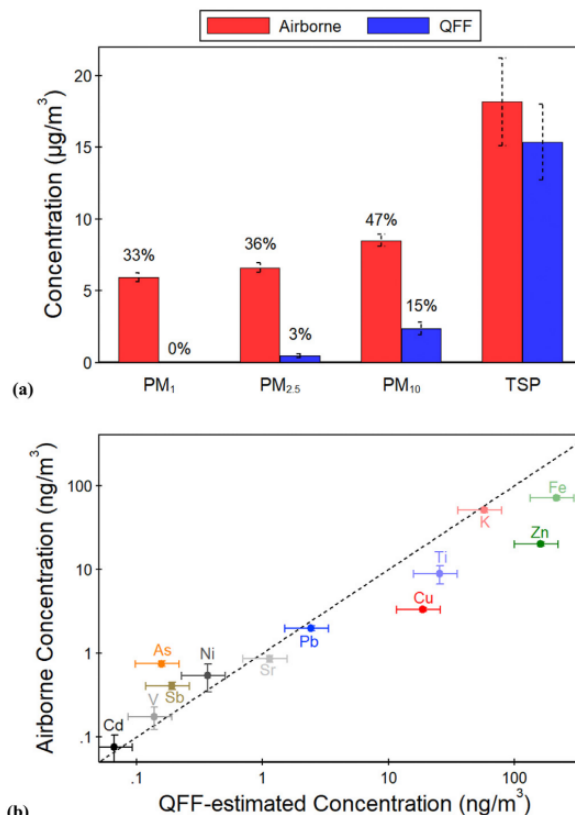 Airborne QFF
Concentration (µg/m³)
20
15
10
5
0
33%
0%
36%
3%
47%
15%
PM₁ PM₂.₅ PM₁₀ TSP
(a)
Airborne Concentration (ng/m³)
100
10
1
.1
Fe
K
Zn
Ti
Cu
Pb
As
Ni
Sr
Sb
V
Cd
.1 1 10 100
QFF-estimated Concentration (ng/m³)
(b)